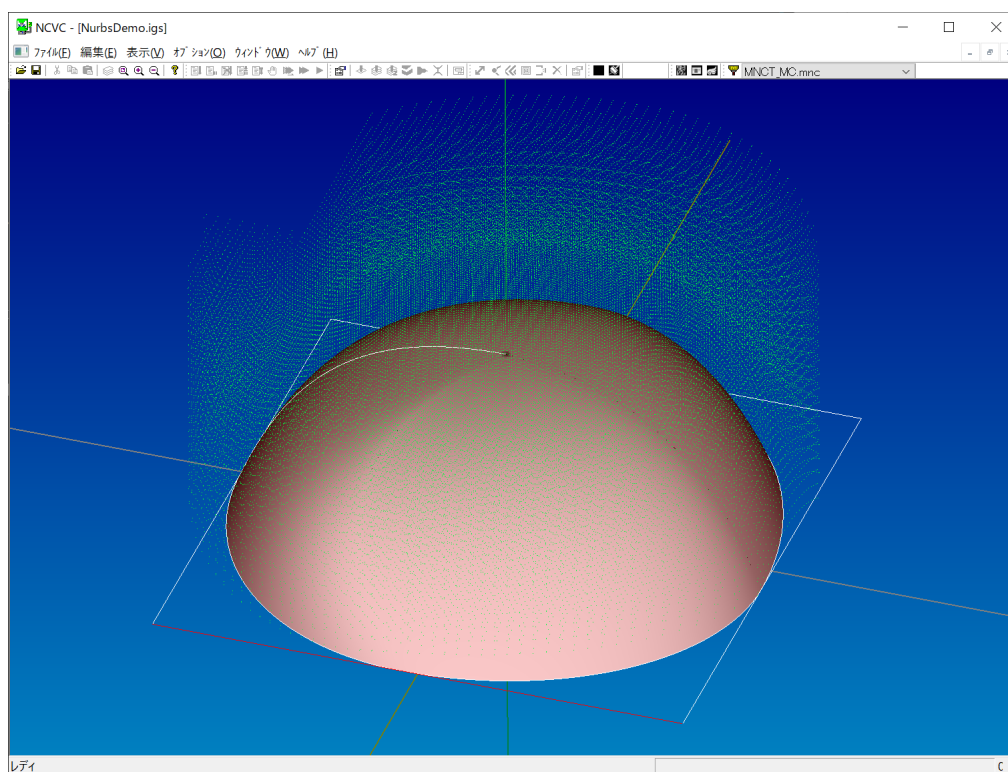 NCVC - [NurbsDemo.igs]
ファイル(F) 編集(E) 表示(V) オプション(O) ウィンドウ(W) ヘルプ(H)
MNCT_MC.mnc
レディ